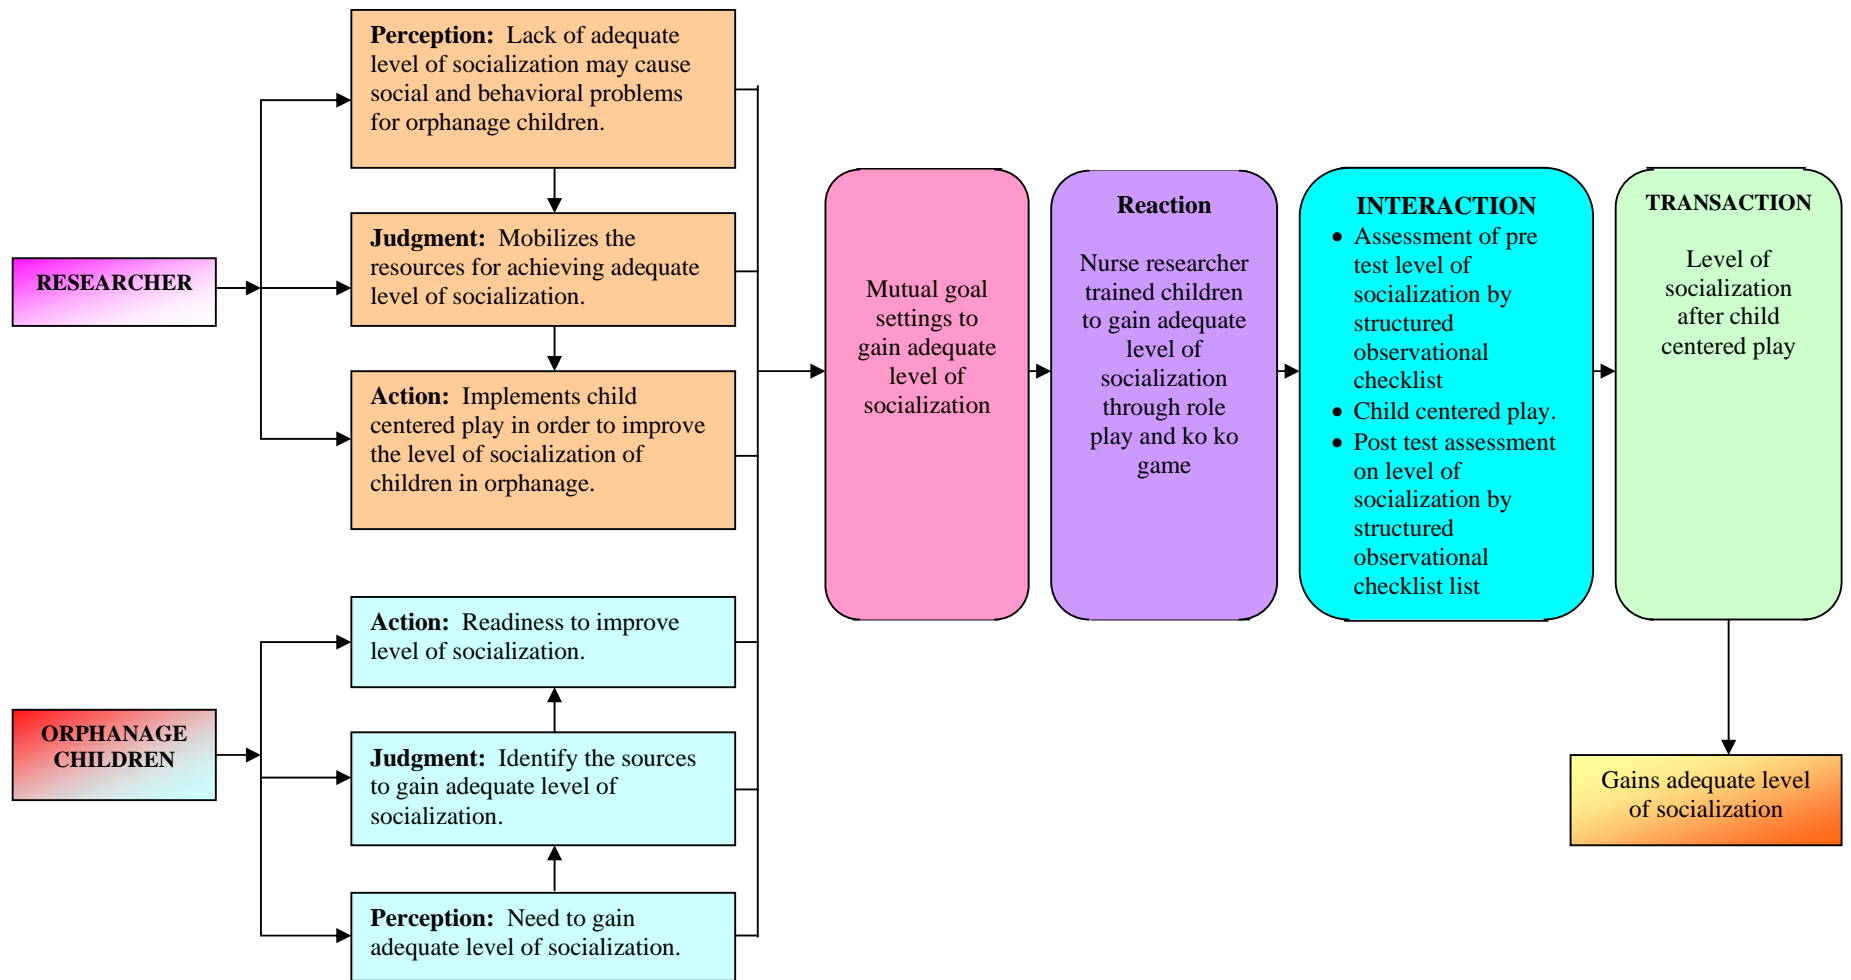 RESEARCHER
Perception: Lack of adequate
level of socialization may cause
social and behavioral problems
for orphanage children.
Judgment: Mobilizes the
resources for achieving adequate
level of socialization.
Action: Implements child
centered play in order to improve
the level of socialization of
children in orphanage.
ORPHANAGE
CHILDREN
Action: Readiness to improve
level of socialization.
Judgment: Identify the sources
to gain adequate level of
socialization.
Perception: Need to gain
adequate level of socialization.
Mutual goal
settings to
gain adequate
level of
socialization
Reaction
Nurse researcher
trained children
to gain adequate
level of
socialization
through role
play and ko ko
game
INTERACTION
• Assessment of pre
test level of
socialization by
structured
observational
checklist
• Child centered play.
• Post test assessment
on level of
socialization by
structured
observational
checklist list
TRANSACTION
Level of
socialization
after child
centered play
Gains adequate level
of socialization